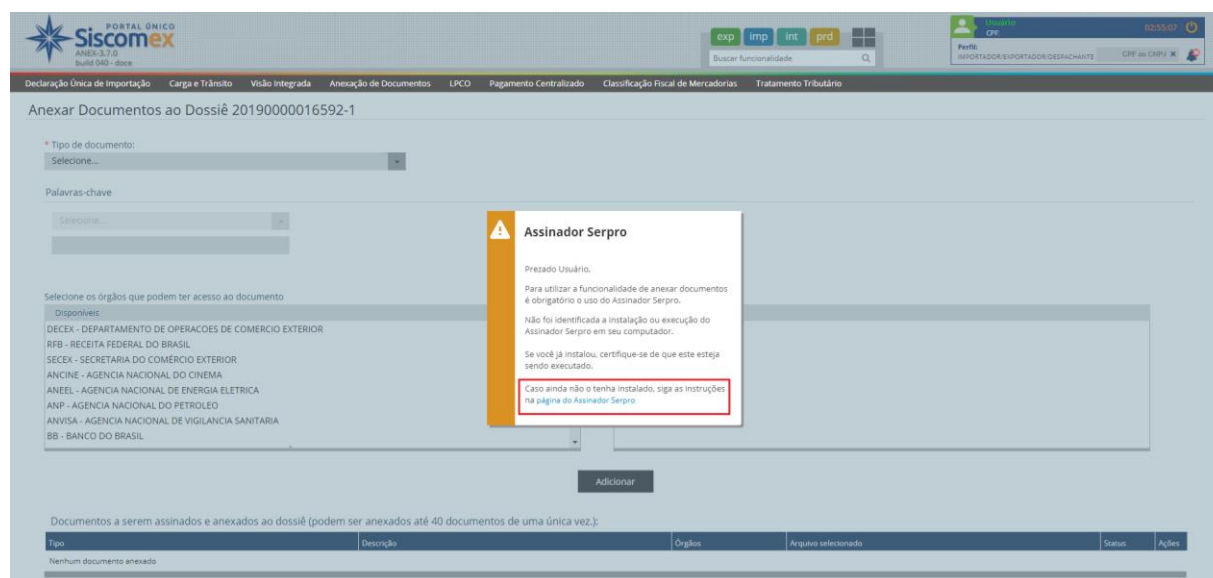 PORTAL ÚNICO
Siscomex
ANEX-3.7.0
build 040 - doce
exp imp int prd
Buscar funcionalidade
Usuário
CPF:
02:55:07
Perfil:
IMPORTADOR/EXPORTADOR/DESPACHANTE
CPF ou CNPJ X
Declaração Única de Importação Carga e Trânsito Visão Integrada Anexação de Documentos LPCO Pagamento Centralizado Classificação Fiscal de Mercadorias Tratamento Tributário
Anexar Documentos ao Dossiê 20190000016592-1
* Tipo de documento:
Selecione...
Palavras-chave
Selecione...
Selecione os órgãos que podem ter acesso ao documento
Disponíveis
DECEX - DEPARTAMENTO DE OPERACOES DE COMERCIO EXTERIOR
RFB - RECEITA FEDERAL DO BRASIL
SECEX - SECRETARIA DO COMÉRCIO EXTERIOR
ANCINE - AGENCIA NACIONAL DO CINEMA
ANEEL - AGENCIA NACIONAL DE ENERGIA ELETRICA
ANP - AGENCIA NACIONAL DO PETROLEO
ANVISA - AGENCIA NACIONAL DE VIGILANCIA SANITARIA
BB - BANCO DO BRASIL
Assinador Serpro
Prezado Usuário,
Para utilizar a funcionalidade de anexar documentos
é obrigatório o uso do Assinador Serpro.
Não foi identificada a instalação ou execução do
Assinador Serpro em seu computador.
Se você já instalou, certifique-se de que este esteja
sendo executado.
Caso ainda não o tenha instalado, siga as instruções
na página do Assinador Serpro
Adicionar
Documentos a serem assinados e anexados ao dossiê (podem ser anexados até 40 documentos de uma única vez.):
Tipo Descrição Órgãos Arquivo selecionado Status Ações
Nenhum documento anexado